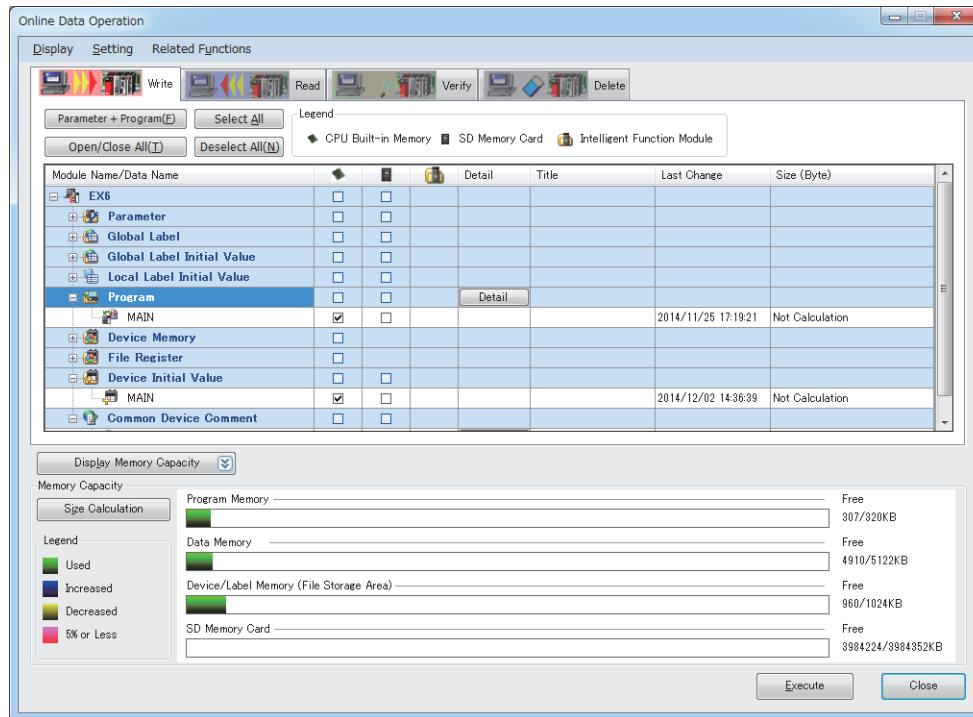 Online Data Operation
Display Setting Related Functions
Write Read Verify Delete
Parameter + Program(F) Select All
Open/Close All(T) Deselect All(N)
Legend
CPU Built-in Memory SD Memory Card Intelligent Function Module
Module Name/Data Name Detail Title Last Change Size (Byte)
EX6
Parameter
Global Label
Global Label Initial Value
Local Label Initial Value
Program Detail
MAIN 2014/11/25 17:19:21 Not Calculation
Device Memory
File Register
Device Initial Value
MAIN 2014/12/02 14:36:39 Not Calculation
Common Device Comment
Display Memory Capacity
Memory Capacity
Size Calculation
Legend
Used
Increased
Decreased
5% or Less
Program Memory Free
307/320KB
Data Memory Free
4910/5122KB
Device/Label Memory (File Storage Area) Free
960/1024KB
SD Memory Card Free
3984224/3984352KB
Execute Close